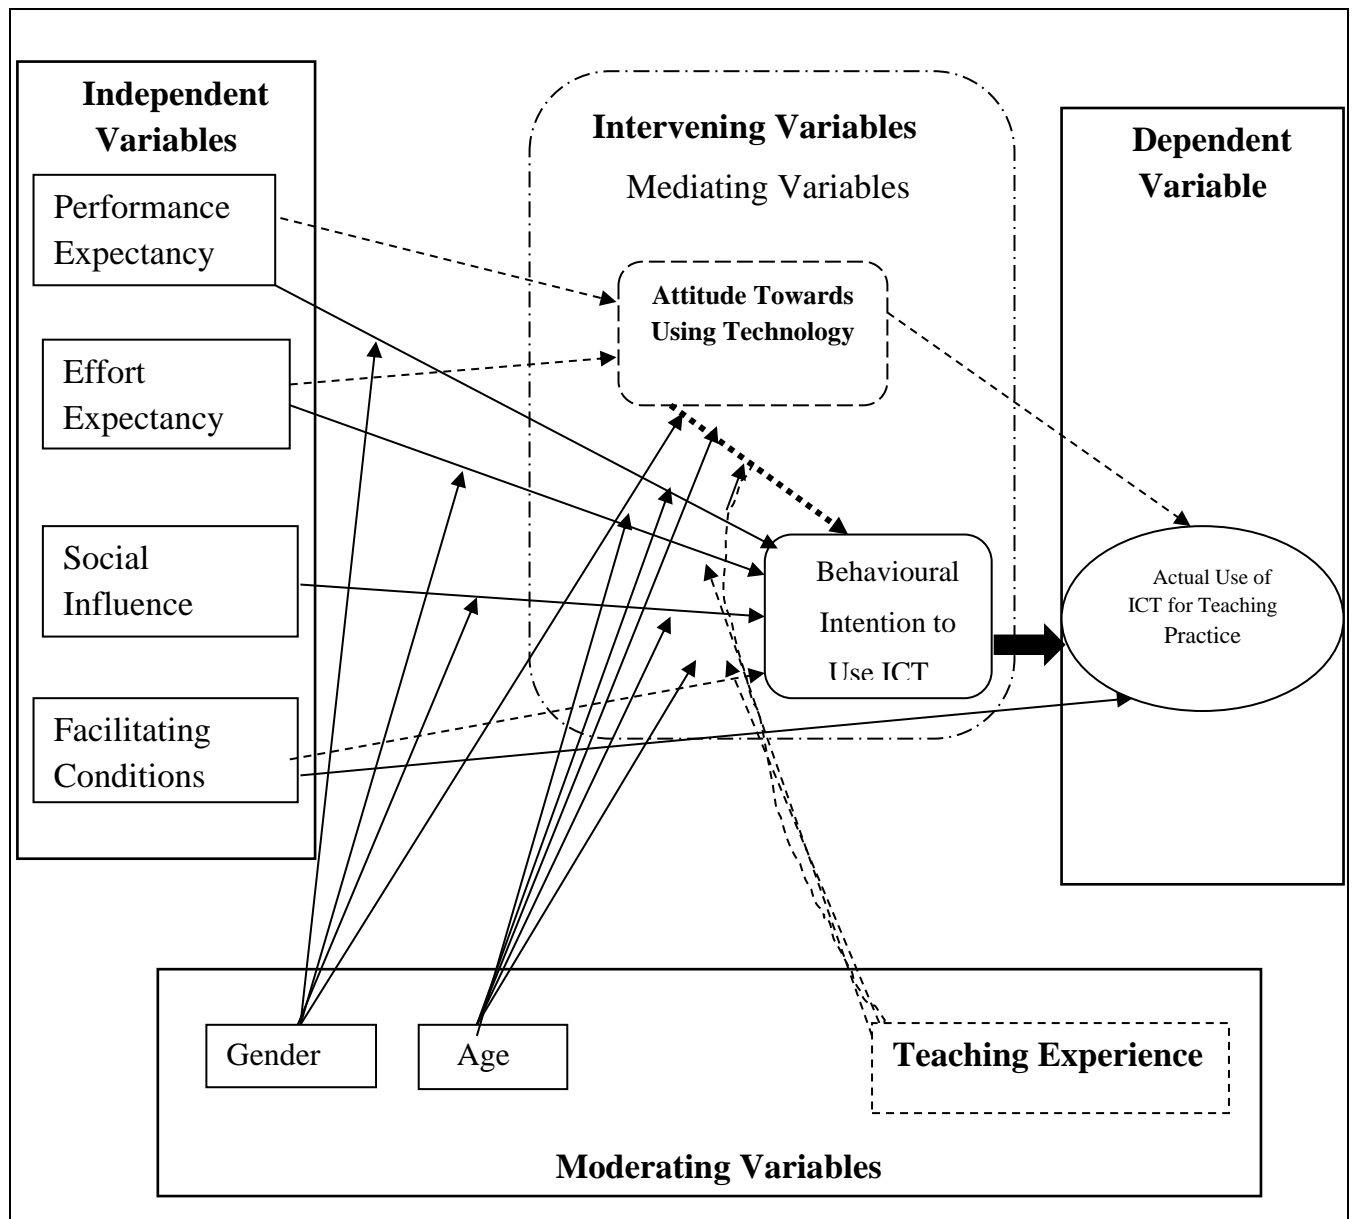 Independent
Variables
Performance
Expectancy
Effort
Expectancy
Social
Influence
Facilitating
Conditions
Intervening Variables
Mediating Variables
Attitude Towards
Using Technology
Behavioural
Intention to
Use ICT
Dependent
Variable
Actual Use of
ICT for Teaching
Practice
Gender
Age
Teaching Experience
Moderating Variables